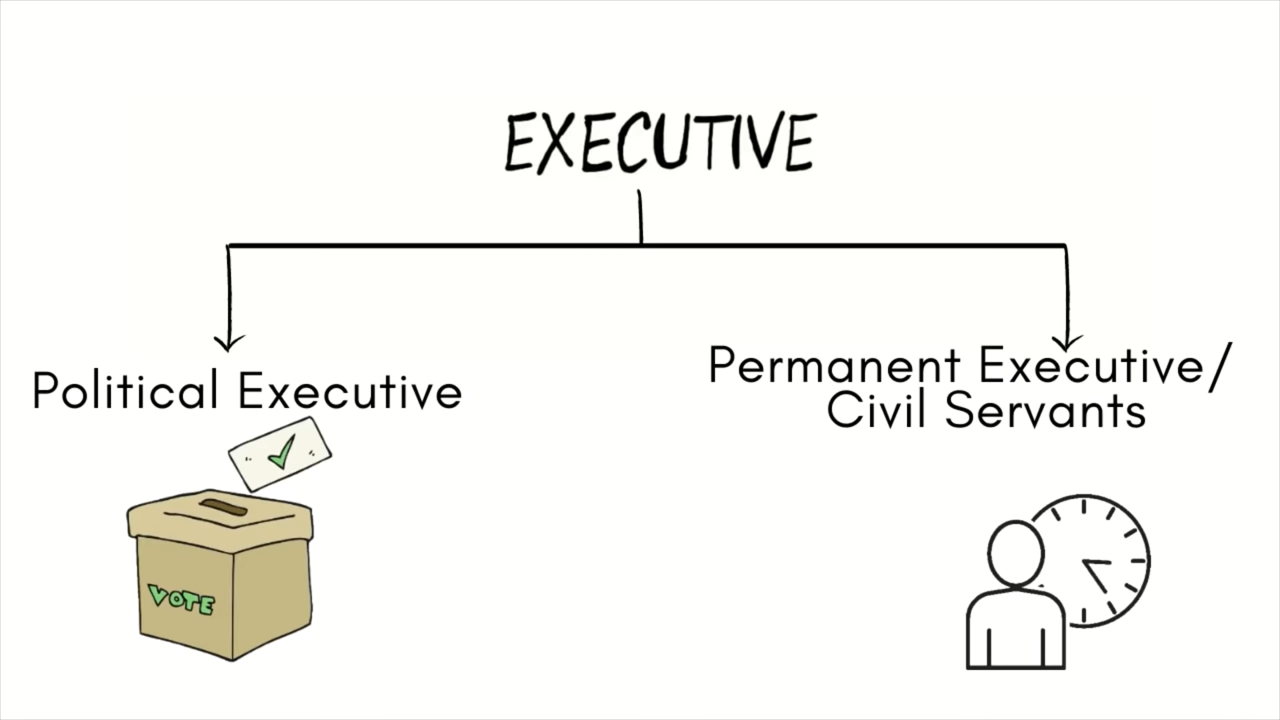 EXECUTIVE
Political Executive
Permanent Executive/
Civil Servants
VOTE